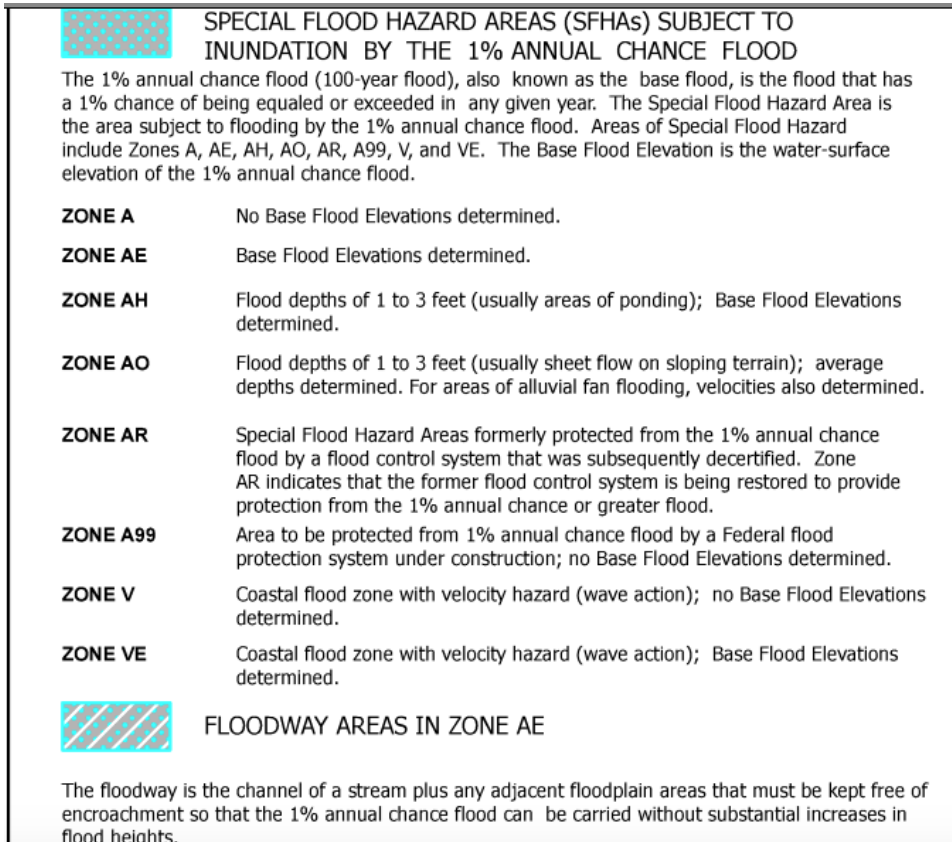 SPECIAL FLOOD HAZARD AREAS (SFHAs) SUBJECT TO
INUNDATION BY THE 1% ANNUAL CHANCE FLOOD
The 1% annual chance flood (100-year flood), also known as the base flood, is the flood that has
a 1% chance of being equaled or exceeded in any given year. The Special Flood Hazard Area is
the area subject to flooding by the 1% annual chance flood. Areas of Special Flood Hazard
include Zones A, AE, AH, AO, AR, A99, V, and VE. The Base Flood Elevation is the water-surface
elevation of the 1% annual chance flood.
ZONE A No Base Flood Elevations determined.
ZONE AE Base Flood Elevations determined.
ZONE AH Flood depths of 1 to 3 feet (usually areas of ponding); Base Flood Elevations
determined.
ZONE AO Flood depths of 1 to 3 feet (usually sheet flow on sloping terrain); average
depths determined. For areas of alluvial fan flooding, velocities also determined.
ZONE AR Special Flood Hazard Areas formerly protected from the 1% annual chance
flood by a flood control system that was subsequently decertified. Zone
AR indicates that the former flood control system is being restored to provide
protection from the 1% annual chance or greater flood.
ZONE A99 Area to be protected from 1% annual chance flood by a Federal flood
protection system under construction; no Base Flood Elevations determined.
ZONE V Coastal flood zone with velocity hazard (wave action); no Base Flood Elevations
determined.
ZONE VE Coastal flood zone with velocity hazard (wave action); Base Flood Elevations
determined.
FLOODWAY AREAS IN ZONE AE
The floodway is the channel of a stream plus any adjacent floodplain areas that must be kept free of
encroachment so that the 1% annual chance flood can be carried without substantial increases in
flood heights.